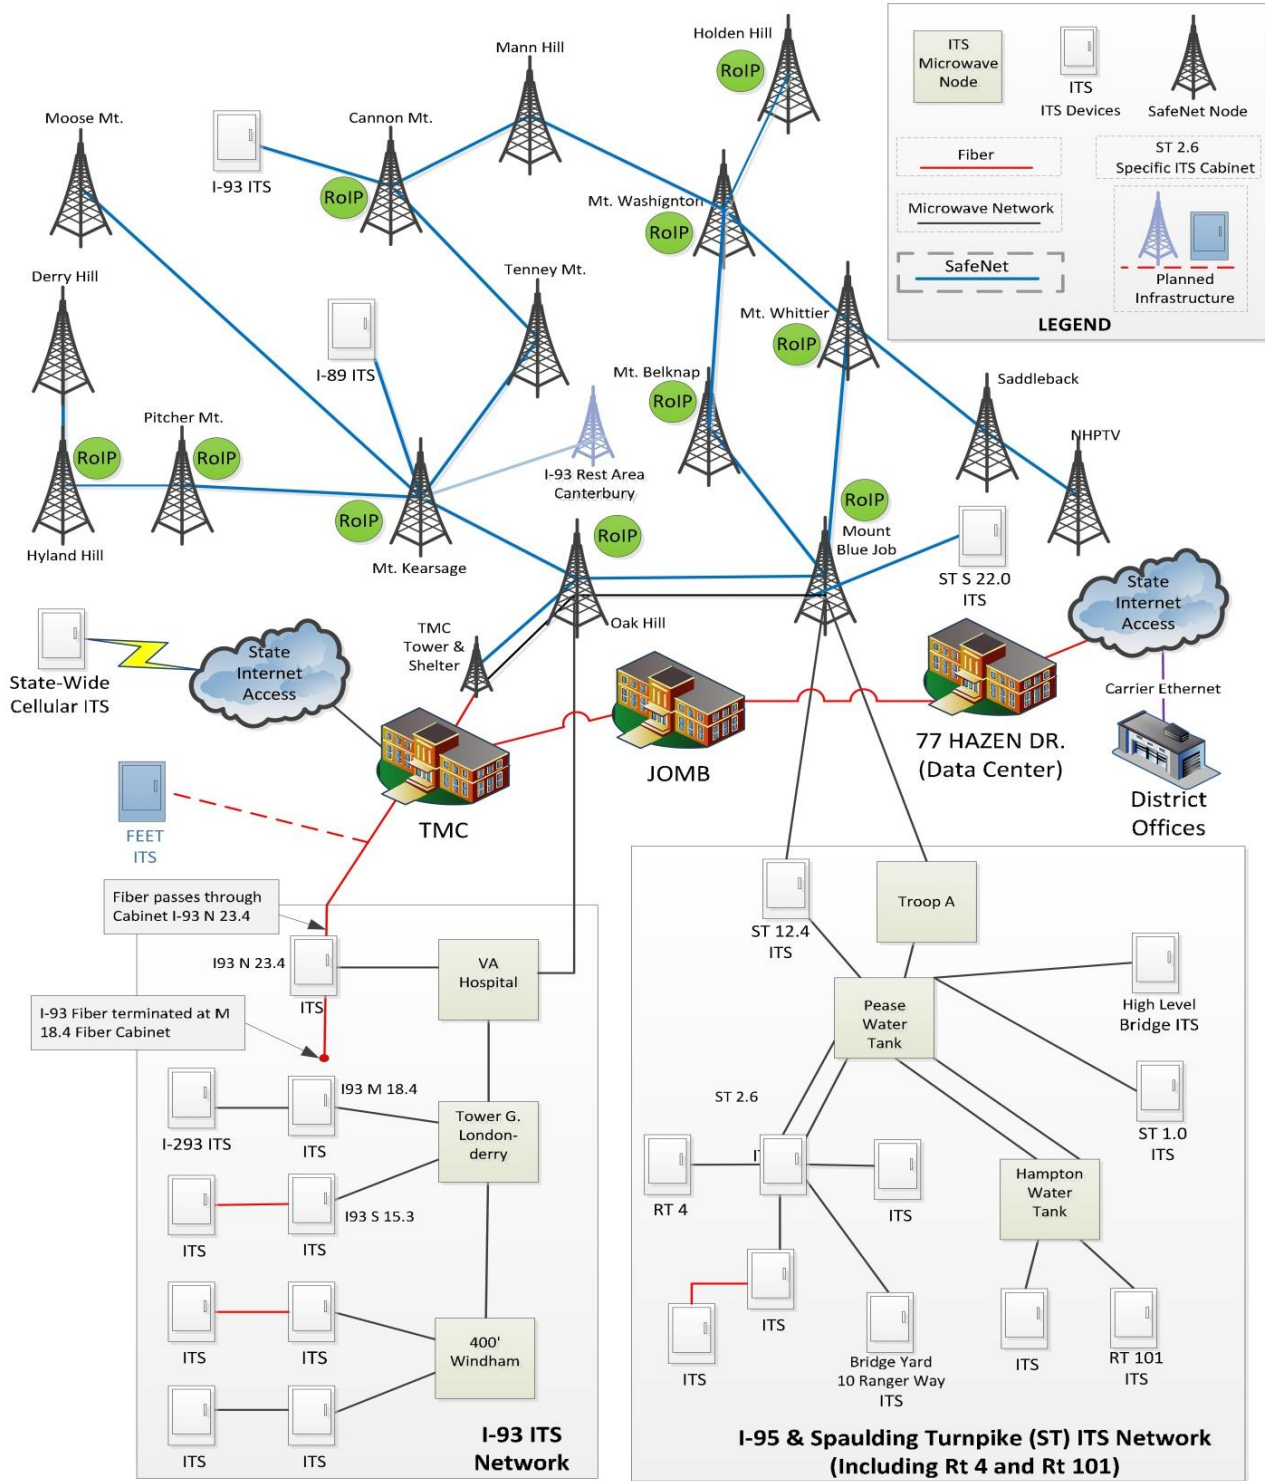 Holden Hill
RoIP
Mann Hill
Moose Mt.
Cannon Mt.
I-93 ITS
RoIP
Mt. Washignton
RoIP
ITS
Microwave
Node
ITS
ITS Devices
SafeNet Node
Fiber
ST 2.6
Specific ITS Cabinet
Microwave Network
SafeNet
Planned
Infrastructure
LEGEND
Derry Hill
Tenney Mt.
Mt. Whittier
RoIP
I-89 ITS
Mt. Belknap
RoIP
Saddleback
NHPTV
Pitcher Mt.
RoIP
RoIP
I-93 Rest Area
Canterbury
Hyland Hill
RoIP
Mt. Kearsage
RoIP
Oak Hill
RoIP
Mount
Blue Job
ST S 22.0
ITS
State
Internet
Access
Carrier Ethernet
District
Offices
State-Wide
Cellular ITS
State
Internet
Access
TMC
Tower &
Shelter
TMC
JOMB
77 HAZEN DR.
(Data Center)
FEET
ITS
Fiber passes through
Cabinet I-93 N 23.4
I93 N 23.4
ITS
VA
Hospital
I-93 Fiber terminated at M
18.4 Fiber Cabinet
I93 M 18.4
I-293 ITS
ITS
Tower G.
London-
derry
I93 S 15.3
ITS
ITS
ITS
ITS
400'
Windham
ITS
ITS
I-93 ITS
Network
ST 12.4
ITS
Troop A
Pease
Water
Tank
High Level
Bridge ITS
ST 2.6
ST 1.0
ITS
RT 4
ITS
Hampton
Water
Tank
ITS
ITS
Bridge Yard
10 Ranger Way
ITS
ITS
RT 101
ITS
I-95 & Spaulding Turnpike (ST) ITS Network
(Including Rt 4 and Rt 101)